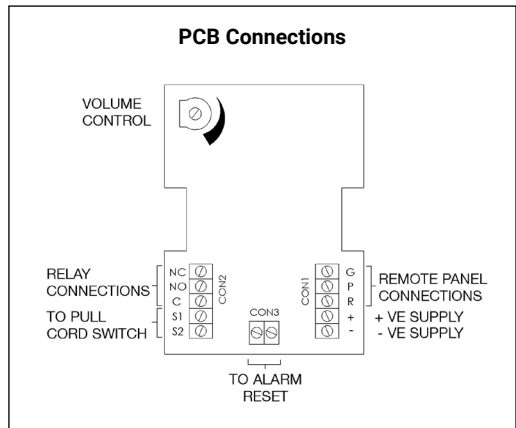 PCB Connections
VOLUME
CONTROL
RELAY
CONNECTIONS
TO PULL
CORD SWITCH
NC
NO
C
S1
S2
CON2
CON3
CON1
G
P
R
+
-
REMOTE PANEL
CONNECTIONS
+ VE SUPPLY
- VE SUPPLY
TO ALARM
RESET